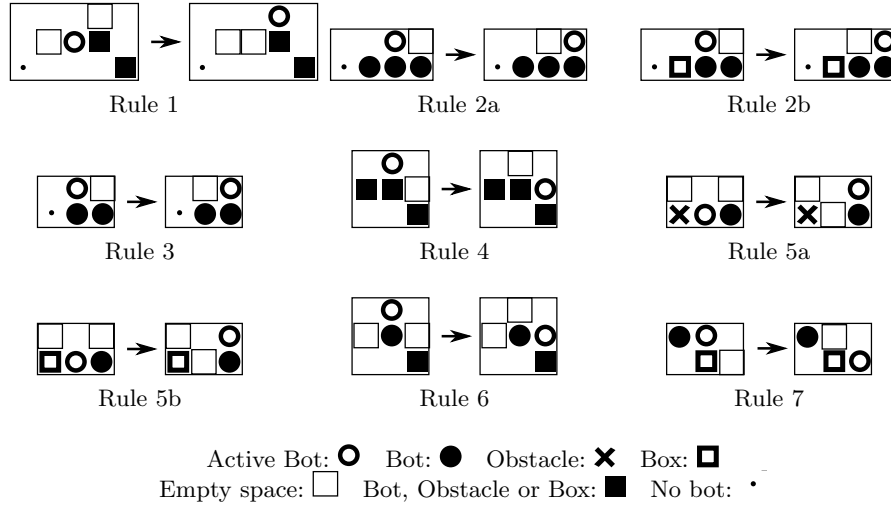 Rule 1
Rule 2a
Rule 2b
Rule 3
Rule 4
Rule 5a
Rule 5b
Rule 6
Rule 7
Active Bot: Bot: Obstacle: Box:
Empty space: Bot, Obstacle or Box: No bot: